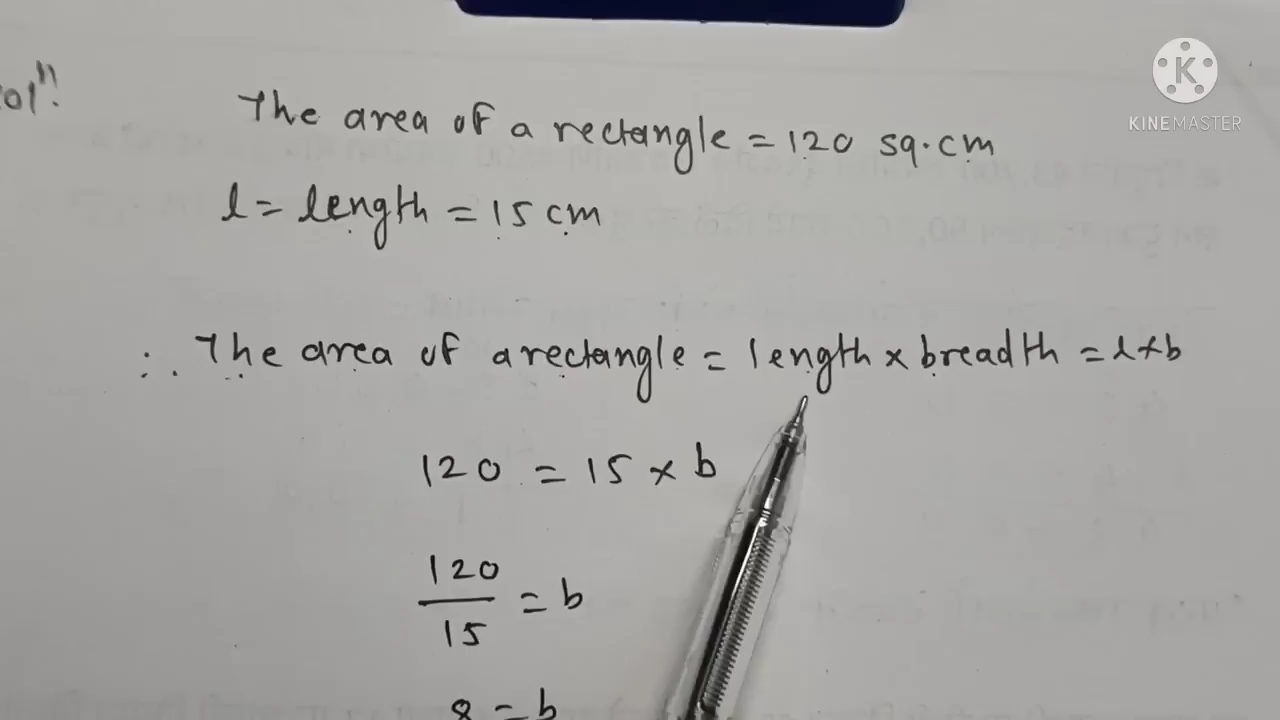 Solⁿ:
The area of a rectangle = 120 sq.cm
l = length = 15 cm
∴ The area of a rectangle = length × breadth = l × b
120 = 15 × b
120
15
= b
8 = b
K
KINEMASTER